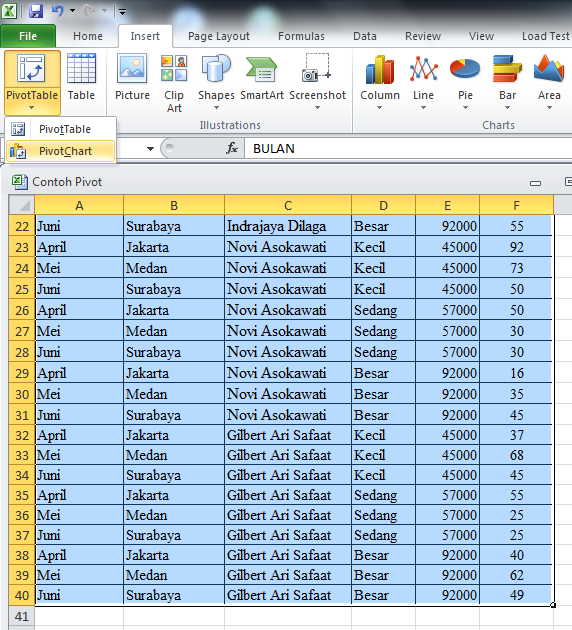 File Home Insert Page Layout Formulas Data Review View Load Test
PivotTable Table Picture Clip Art Shapes SmartArt Screenshot Column Line Pie Bar Area
Illustrations Charts
PivotTable
PivotChart
fx BULAN
Contoh Pivot
A B C D E F
22 Juni Surabaya Indrajaya Dilaga Besar 92000 55
23 April Jakarta Novi Asokawati Kecil 45000 92
24 Mei Medan Novi Asokawati Kecil 45000 73
25 Juni Surabaya Novi Asokawati Kecil 45000 50
26 April Jakarta Novi Asokawati Sedang 57000 50
27 Mei Medan Novi Asokawati Sedang 57000 30
28 Juni Surabaya Novi Asokawati Sedang 57000 30
29 April Jakarta Novi Asokawati Besar 92000 16
30 Mei Medan Novi Asokawati Besar 92000 35
31 Juni Surabaya Novi Asokawati Besar 92000 45
32 April Jakarta Gilbert Ari Safaat Kecil 45000 37
33 Mei Medan Gilbert Ari Safaat Kecil 45000 68
34 Juni Surabaya Gilbert Ari Safaat Kecil 45000 45
35 April Jakarta Gilbert Ari Safaat Sedang 57000 55
36 Mei Medan Gilbert Ari Safaat Sedang 57000 25
37 Juni Surabaya Gilbert Ari Safaat Sedang 57000 25
38 April Jakarta Gilbert Ari Safaat Besar 92000 40
39 Mei Medan Gilbert Ari Safaat Besar 92000 62
40 Juni Surabaya Gilbert Ari Safaat Besar 92000 49
41